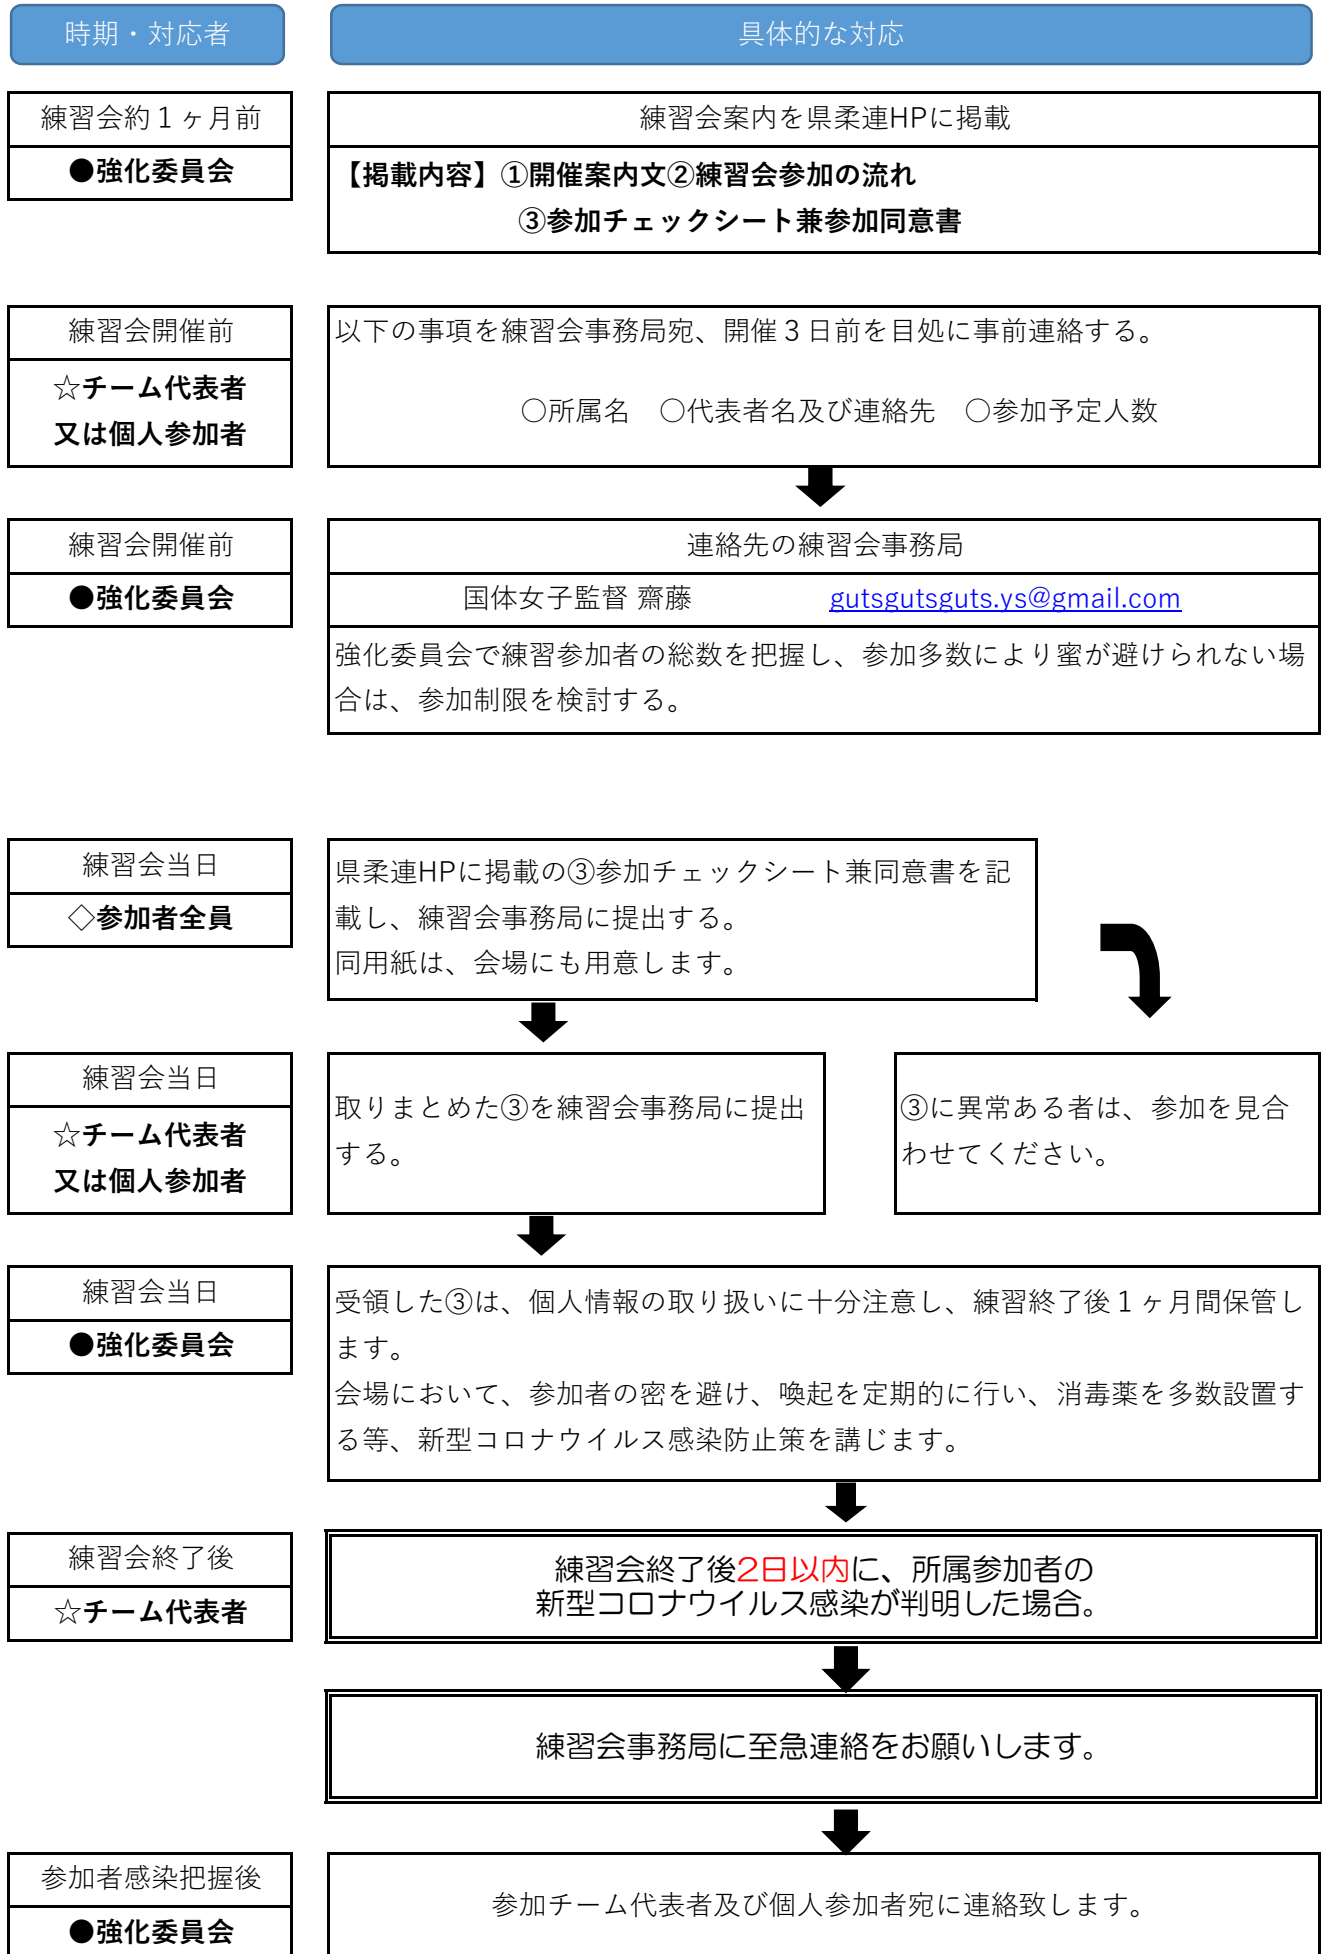 時期・対応者
具体的な対応
練習会約１ヶ月前
●強化委員会
練習会案内を県柔連HPに掲載
【掲載内容】①開催案内文②練習会参加の流れ
③参加チェックシート兼参加同意書
練習会開催前
☆チーム代表者
又は個人参加者
以下の事項を練習会事務局宛、開催３日前を目処に事前連絡する。
○所属名　○代表者名及び連絡先　○参加予定人数
練習会開催前
●強化委員会
連絡先の練習会事務局
国体女子監督 齋藤　gutsgutsguts.ys@gmail.com
強化委員会で練習参加者の総数を把握し、参加多数により蜜が避けられない場
合は、参加制限を検討する。
練習会当日
◇参加者全員
県柔連HPに掲載の③参加チェックシート兼同意書を記
載し、練習会事務局に提出する。
同用紙は、会場にも用意します。
練習会当日
☆チーム代表者
又は個人参加者
取りまとめた③を練習会事務局に提出
する。
③に異常ある者は、参加を見合
わせてください。
練習会当日
●強化委員会
受領した③は、個人情報の取り扱いに十分注意し、練習終了後１ヶ月間保管し
ます。
会場において、参加者の密を避け、喚起を定期的に行い、消毒薬を多数設置す
る等、新型コロナウイルス感染防止策を講じます。
練習会終了後
☆チーム代表者
練習会終了後2日以内に、所属参加者の
新型コロナウイルス感染が判明した場合。
練習会事務局に至急連絡をお願いします。
参加者感染把握後
●強化委員会
参加チーム代表者及び個人参加者宛に連絡致します。